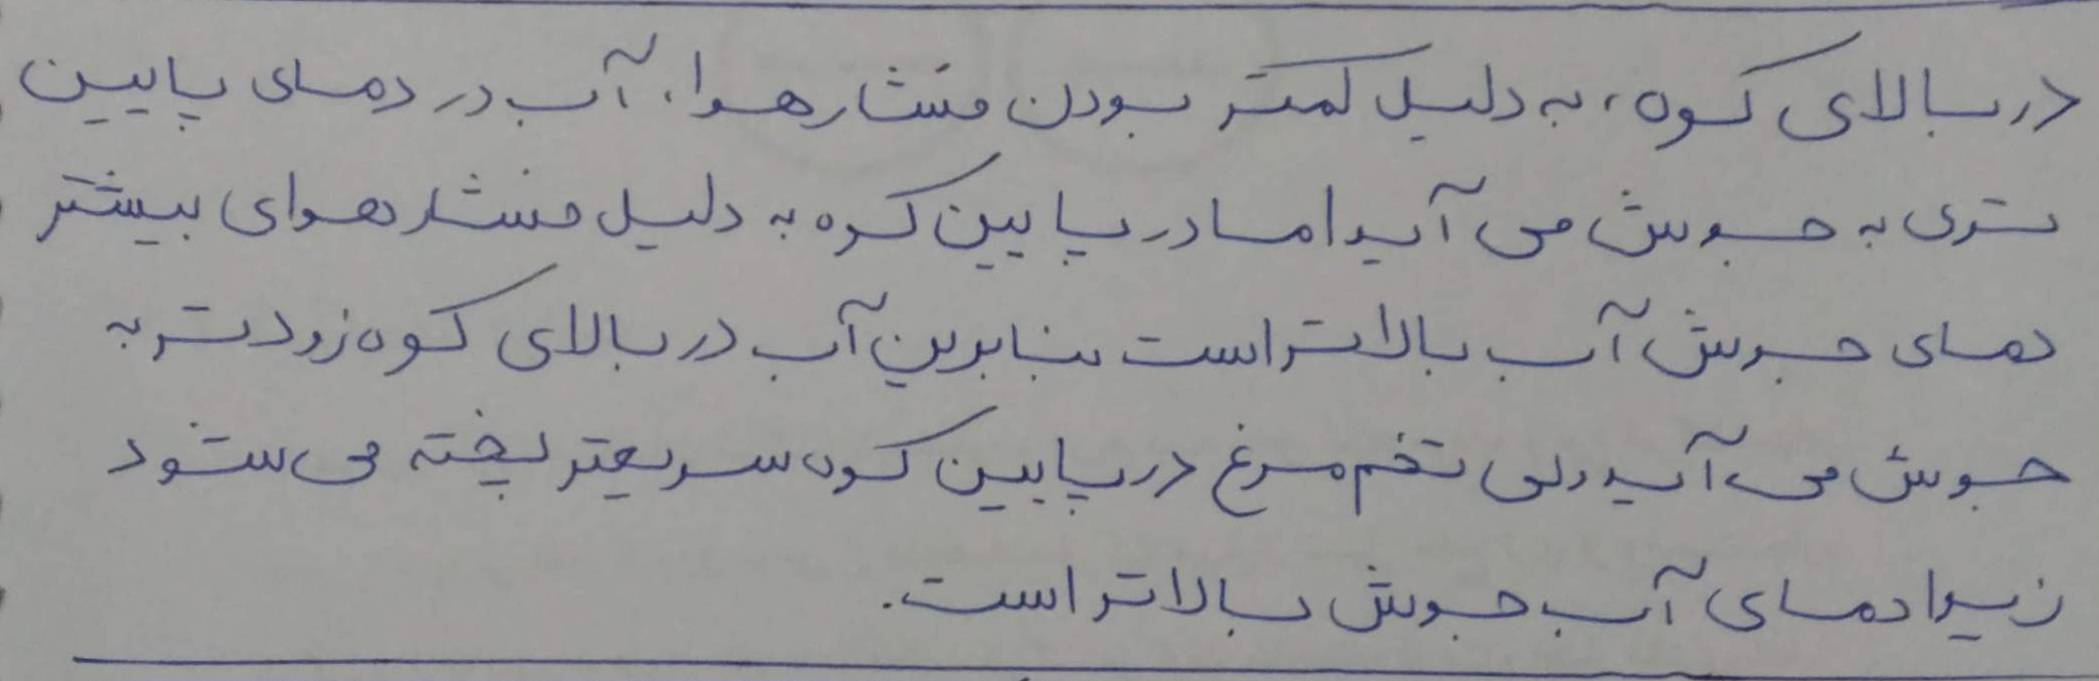 در بالای کوه، به دلیل کمتر بودن فشار هوا، آب در دمای پایین
تری به جوش می آید اما در پایین کوه به دلیل فشار هوای بیشتر
دمای جوش آب بالاتر است بنابرین آب در بالای کوه زودتر به
جوش می آید ولی تخم مرغ در پایین کوه سریعتر پخته می شود
زیرا دمای آب جوش بالاتر است.